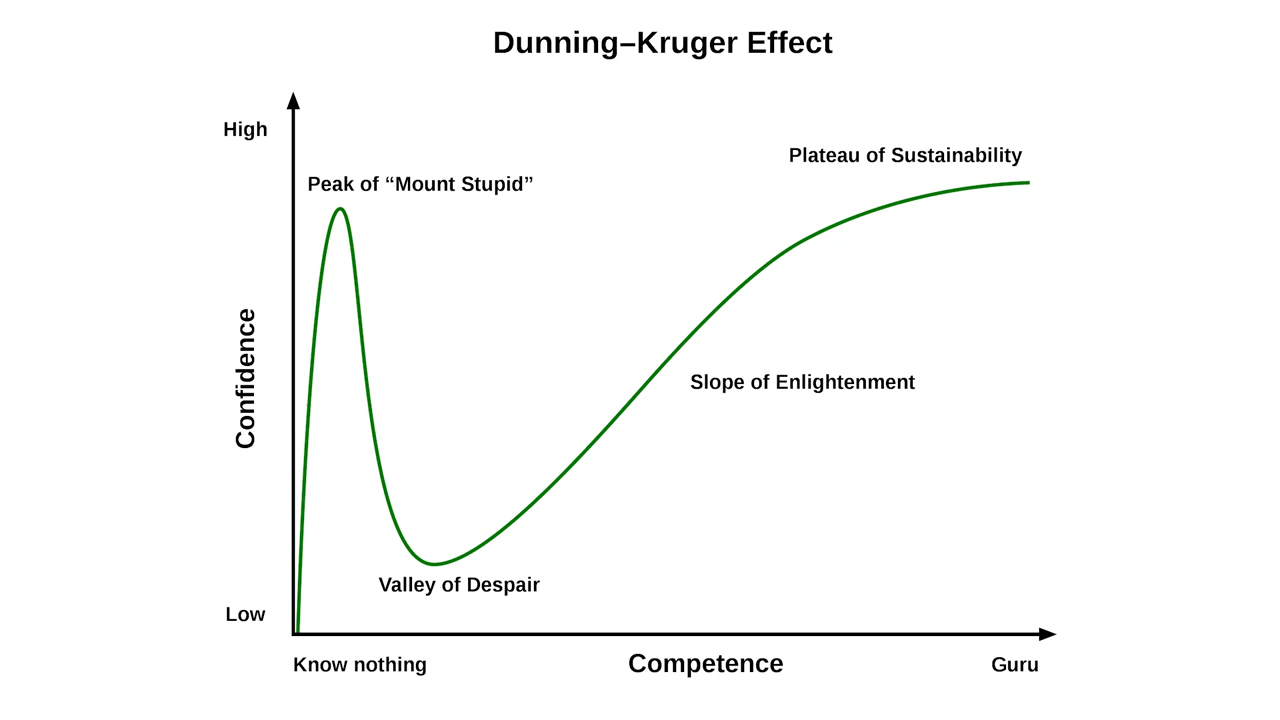 Dunning–Kruger Effect
High
Plateau of Sustainability
Peak of “Mount Stupid”
Confidence
Slope of Enlightenment
Valley of Despair
Low
Know nothing
Competence
Guru